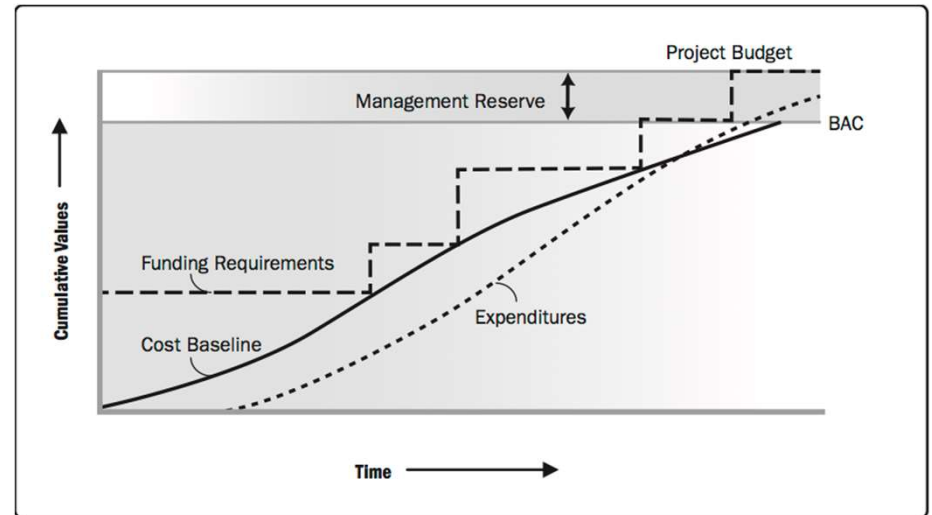 Project Budget
Management Reserve
BAC
Cumulative Values
Funding Requirements
Expenditures
Cost Baseline
Time